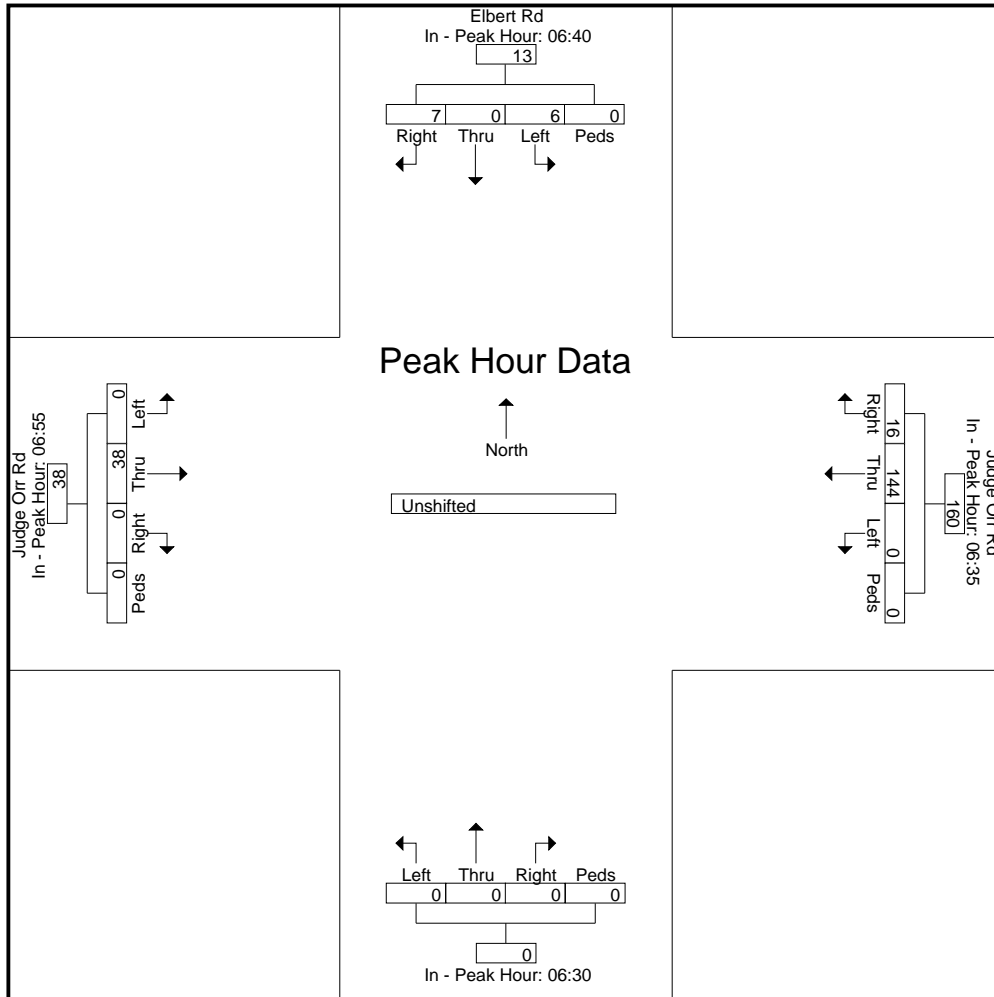 Elbert Rd
In - Peak Hour: 06:40
13
7 0 6 0
Right Thru Left Peds
Peak Hour Data
North
Unshifted
Judge Orr Rd
In - Peak Hour: 06:55
38
0 38 0 0
Left Thru Right Peds
Right Thru Left Peds
16 144 0 0
160
In - Peak Hour: 06:35
Judge Orr Rd
Left Thru Right Peds
0 0 0 0
0
In - Peak Hour: 06:30